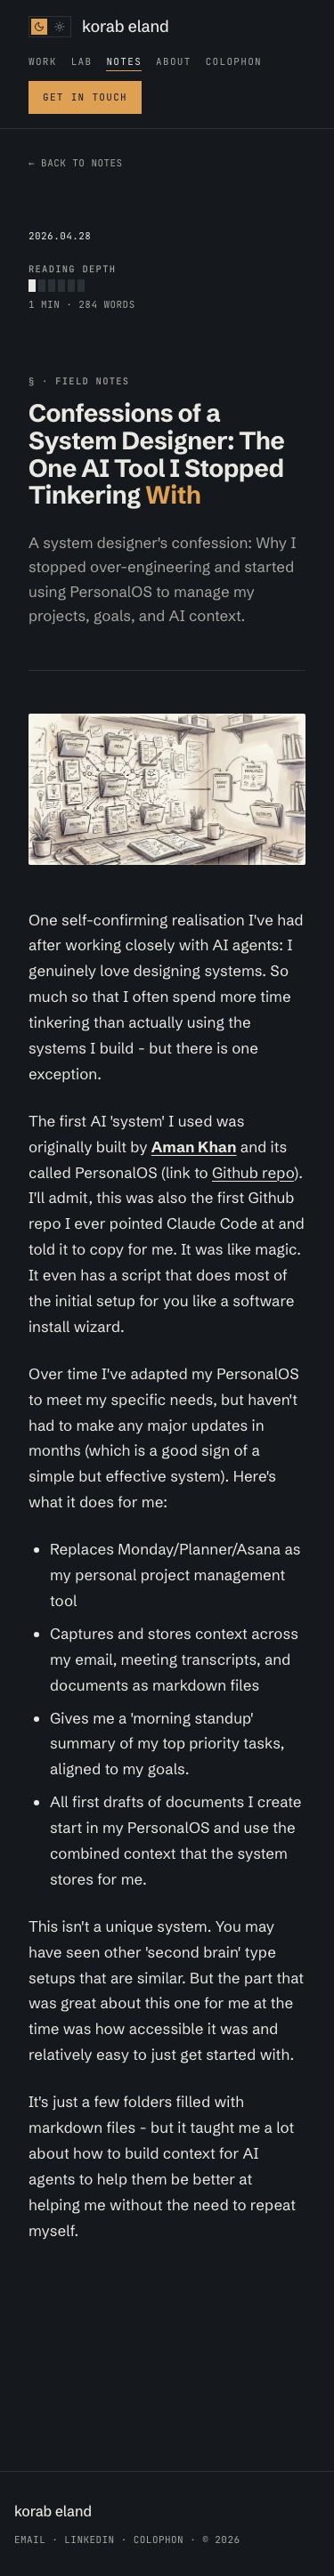 korab eland
WORK LAB NOTES ABOUT COLOPHON
GET IN TOUCH
← BACK TO NOTES
2026.04.28
READING DEPTH
1 MIN · 284 WORDS
§ · FIELD NOTES
Confessions of a
System Designer: The
One AI Tool I Stopped
Tinkering With
A system designer's confession: Why I
stopped over-engineering and started
using PersonalOS to manage my
projects, goals, and AI context.
One self-confirming realisation I've had
after working closely with AI agents: I
genuinely love designing systems. So
much so that I often spend more time
tinkering than actually using the
systems I build - but there is one
exception.
The first AI 'system' I used was
originally built by Aman Khan and its
called PersonalOS (link to Github repo).
I'll admit, this was also the first Github
repo I ever pointed Claude Code at and
told it to copy for me. It was like magic.
It even has a script that does most of
the initial setup for you like a software
install wizard.
Over time I've adapted my PersonalOS
to meet my specific needs, but haven't
had to make any major updates in
months (which is a good sign of a
simple but effective system). Here's
what it does for me:
• Replaces Monday/Planner/Asana as
my personal project management
tool
• Captures and stores context across
my email, meeting transcripts, and
documents as markdown files
• Gives me a 'morning standup'
summary of my top priority tasks,
aligned to my goals.
• All first drafts of documents I create
start in my PersonalOS and use the
combined context that the system
stores for me.
This isn't a unique system. You may
have seen other 'second brain' type
setups that are similar. But the part that
was great about this one for me at the
time was how accessible it was and
relatively easy to just get started with.
It's just a few folders filled with
markdown files - but it taught me a lot
about how to build context for AI
agents to help them be better at
helping me without the need to repeat
myself.
korab eland
EMAIL · LINKEDIN · COLOPHON · © 2026